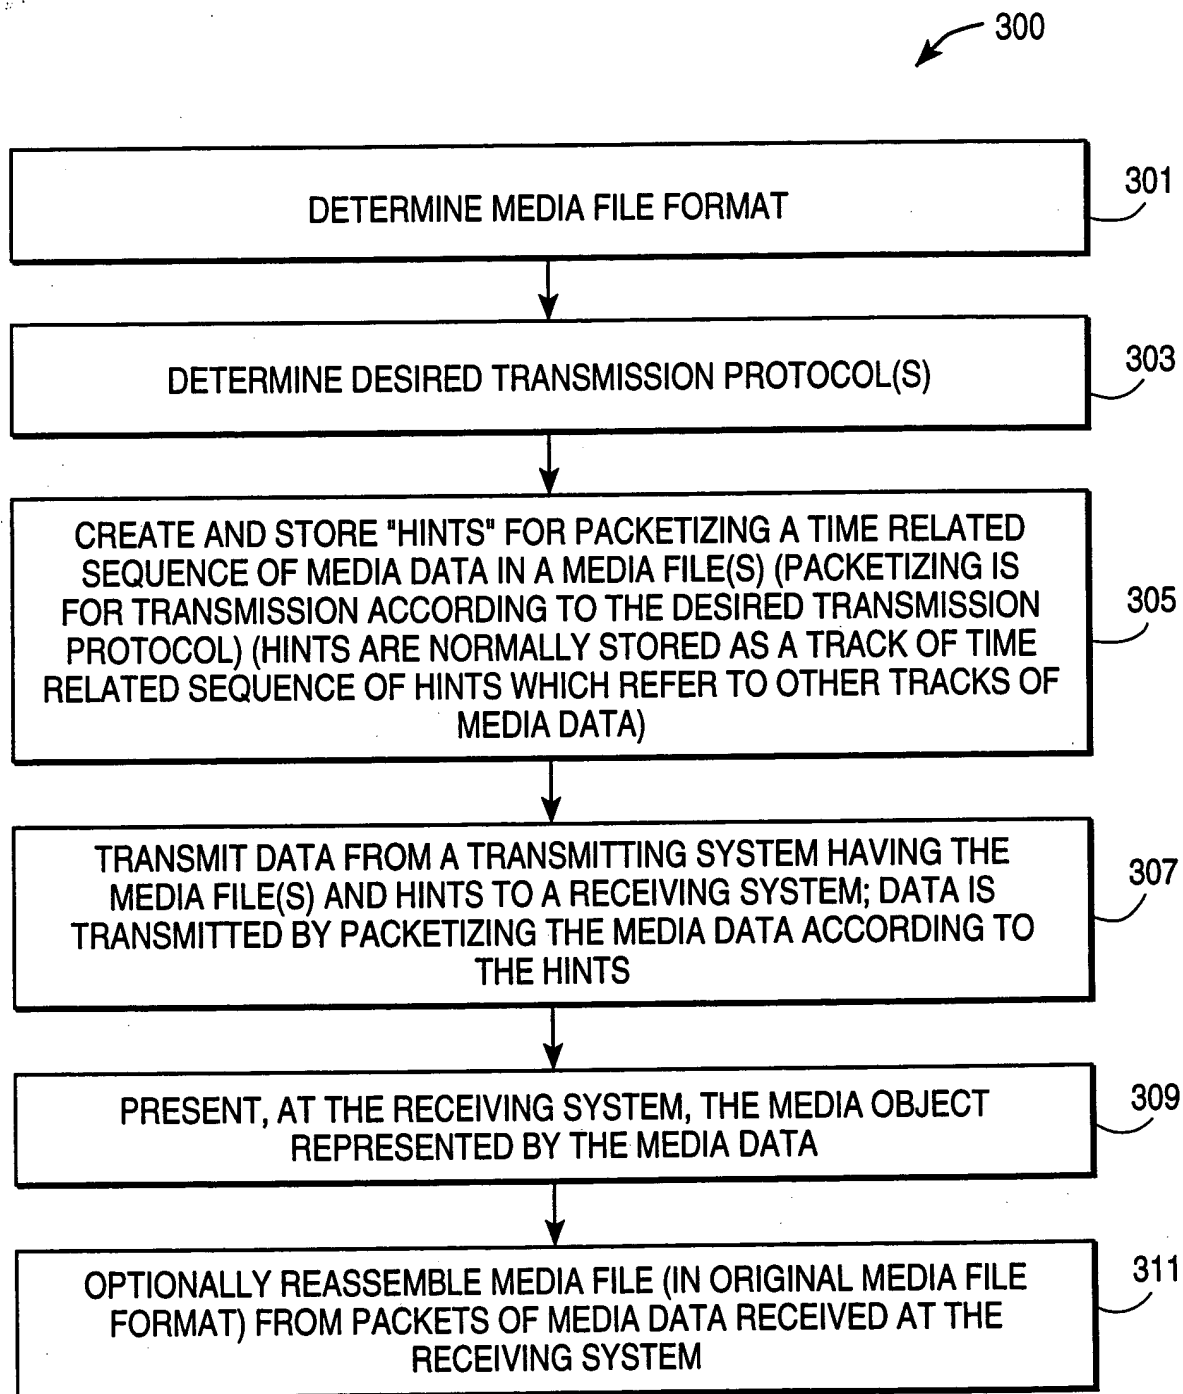 300
DETERMINE MEDIA FILE FORMAT
301
DETERMINE DESIRED TRANSMISSION PROTOCOL(S)
303
CREATE AND STORE "HINTS" FOR PACKETIZING A TIME RELATED
SEQUENCE OF MEDIA DATA IN A MEDIA FILE(S) (PACKETIZING IS
FOR TRANSMISSION ACCORDING TO THE DESIRED TRANSMISSION
PROTOCOL) (HINTS ARE NORMALLY STORED AS A TRACK OF TIME
RELATED SEQUENCE OF HINTS WHICH REFER TO OTHER TRACKS OF
MEDIA DATA)
305
TRANSMIT DATA FROM A TRANSMITTING SYSTEM HAVING THE
MEDIA FILE(S) AND HINTS TO A RECEIVING SYSTEM; DATA IS
TRANSMITTED BY PACKETIZING THE MEDIA DATA ACCORDING TO
THE HINTS
307
PRESENT, AT THE RECEIVING SYSTEM, THE MEDIA OBJECT
REPRESENTED BY THE MEDIA DATA
309
OPTIONALLY REASSEMBLE MEDIA FILE (IN ORIGINAL MEDIA FILE
FORMAT) FROM PACKETS OF MEDIA DATA RECEIVED AT THE
RECEIVING SYSTEM
311